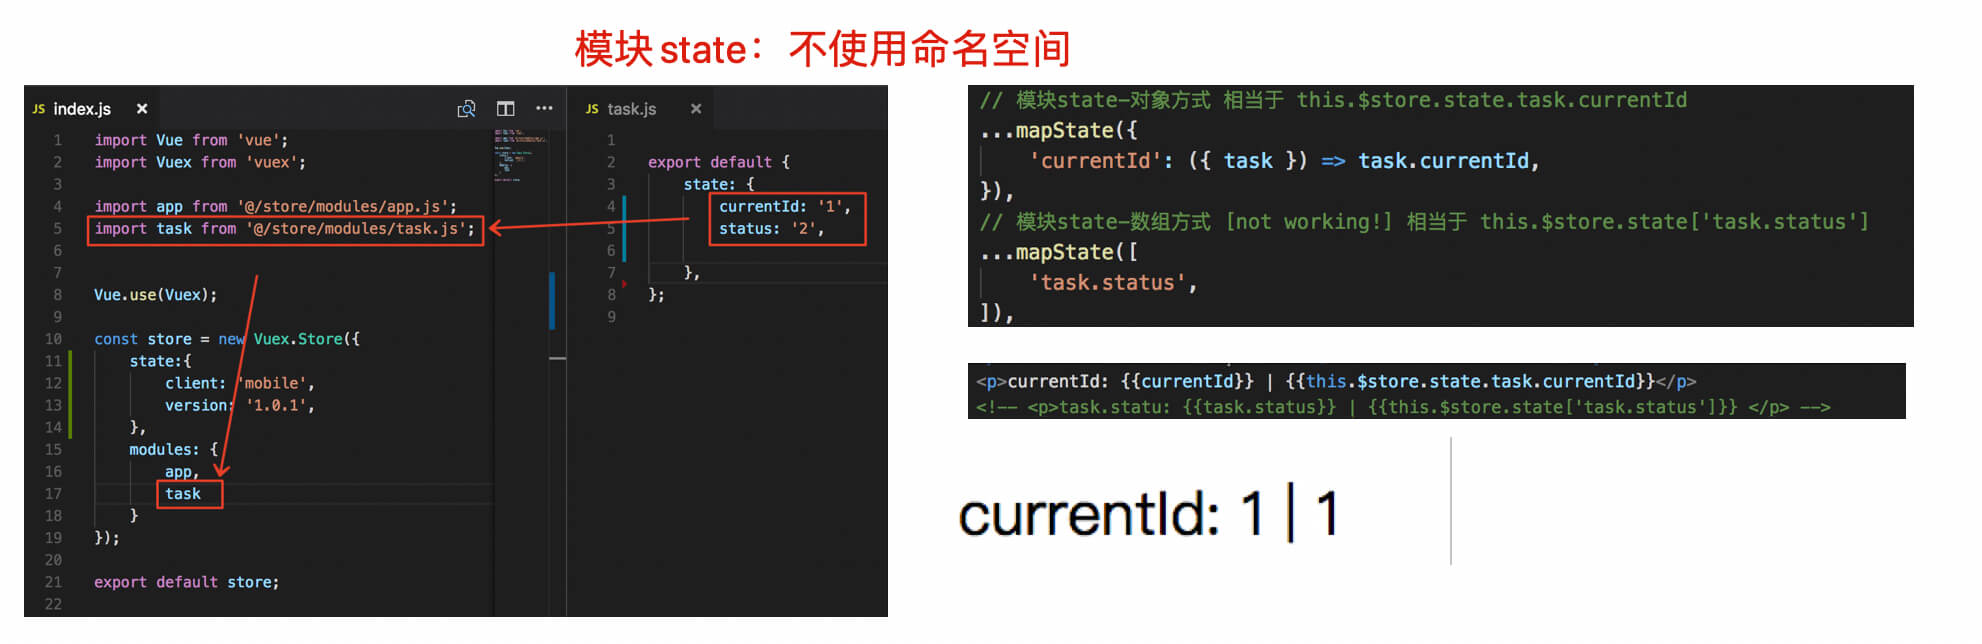 模块state：不使用命名空间
JS index.js ×
1 import Vue from 'vue';
2 import Vuex from 'vuex';
3
4 import app from '@/store/modules/app.js';
5 import task from '@/store/modules/task.js';
6
7
8 Vue.use(Vuex);
9
10 const store = new Vuex.Store({
11 state:{
12 client: 'mobile',
13 version: '1.0.1',
14 },
15 modules: {
16 app,
17 task
18 }
19 });
20
21 export default store;
22
JS task.js ×
1
2 export default {
3 state: {
4 currentId: '1',
5 status: '2',
6
7 },
8 };
9
// 模块state-对象方式 相当于 this.$store.state.task.currentId
...mapState({
'currentId': ({ task }) => task.currentId,
}),
// 模块state-数组方式 [not working!] 相当于 this.$store.state['task.status']
...mapState([
'task.status',
]),
<p>currentId: {{currentId}} | {{this.$store.state.task.currentId}}</p>
<!-- <p>task.statu: {{task.status}} | {{this.$store.state['task.status']}} </p> -->
currentId: 1 | 1